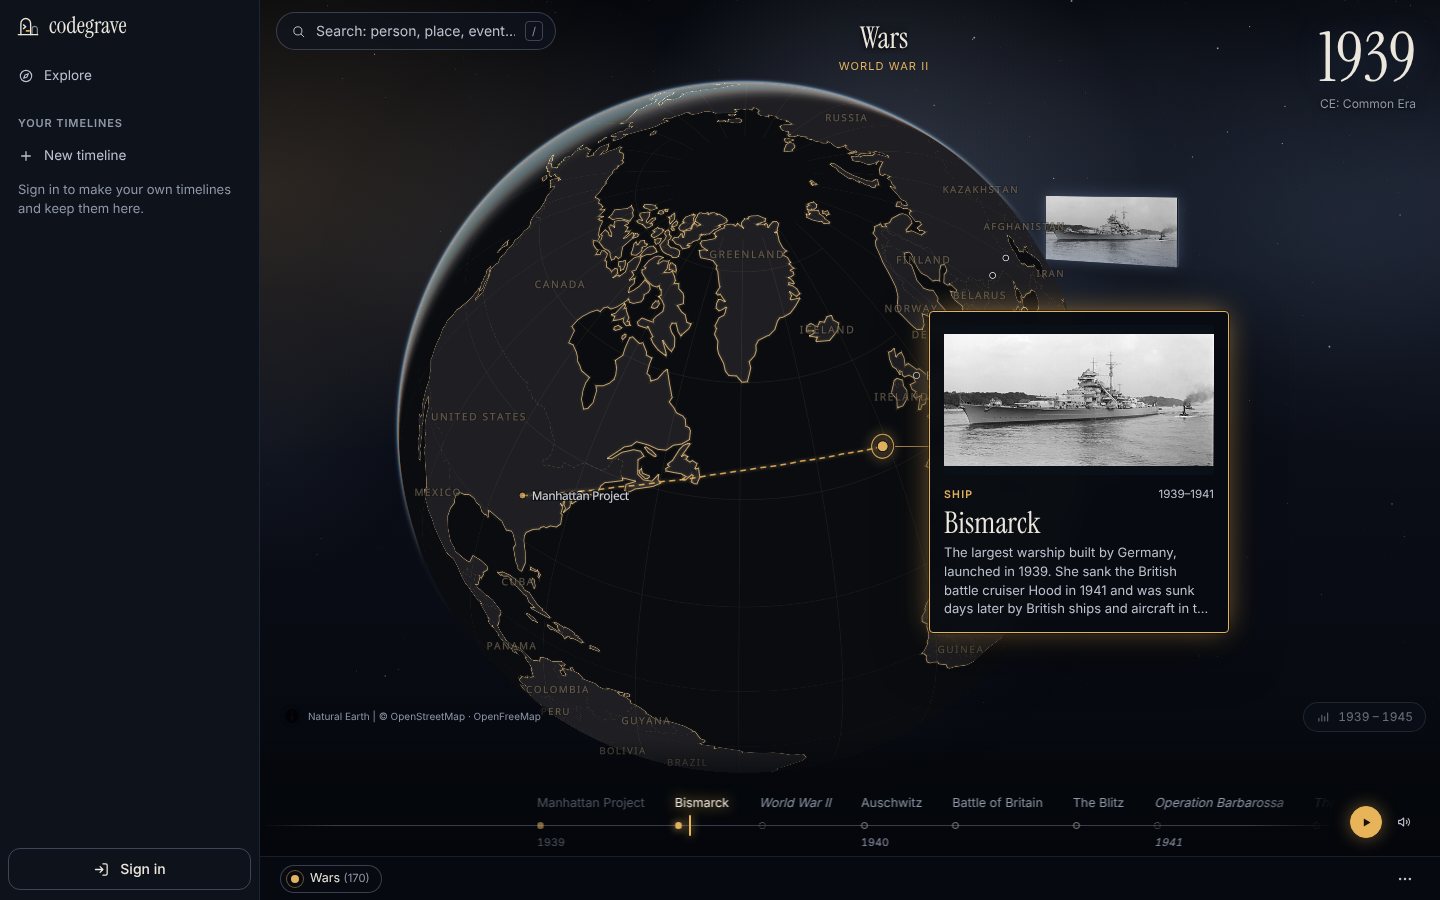 codegrave
Explore
YOUR TIMELINES
New timeline
Sign in to make your own timelines
and keep them here.
Sign in
Search: person, place, event...
/
Wars
WORLD WAR II
1939
CE: Common Era
RUSSIA
KAZAKHSTAN
AFGHANISTAN
IRAN
GREENLAND
FINLAND
BELARUS
NORWAY
CANADA
ICELAND
IRELAND
UNITED STATES
MEXICO
Manhattan Project
CUBA
PANAMA
COLOMBIA
GUYANA
BOLIVIA
BRAZIL
GUINEA
SHIP
1939–1941
Bismarck
The largest warship built by Germany,
launched in 1939. She sank the British
battle cruiser Hood in 1941 and was sunk
days later by British ships and aircraft in t...
Natural Earth | © OpenStreetMap · OpenFreeMap
1939 – 1945
Manhattan Project
Bismarck
World War II
Auschwitz
Battle of Britain
The Blitz
Operation Barbarossa
1939
1940
1941
Wars (170)